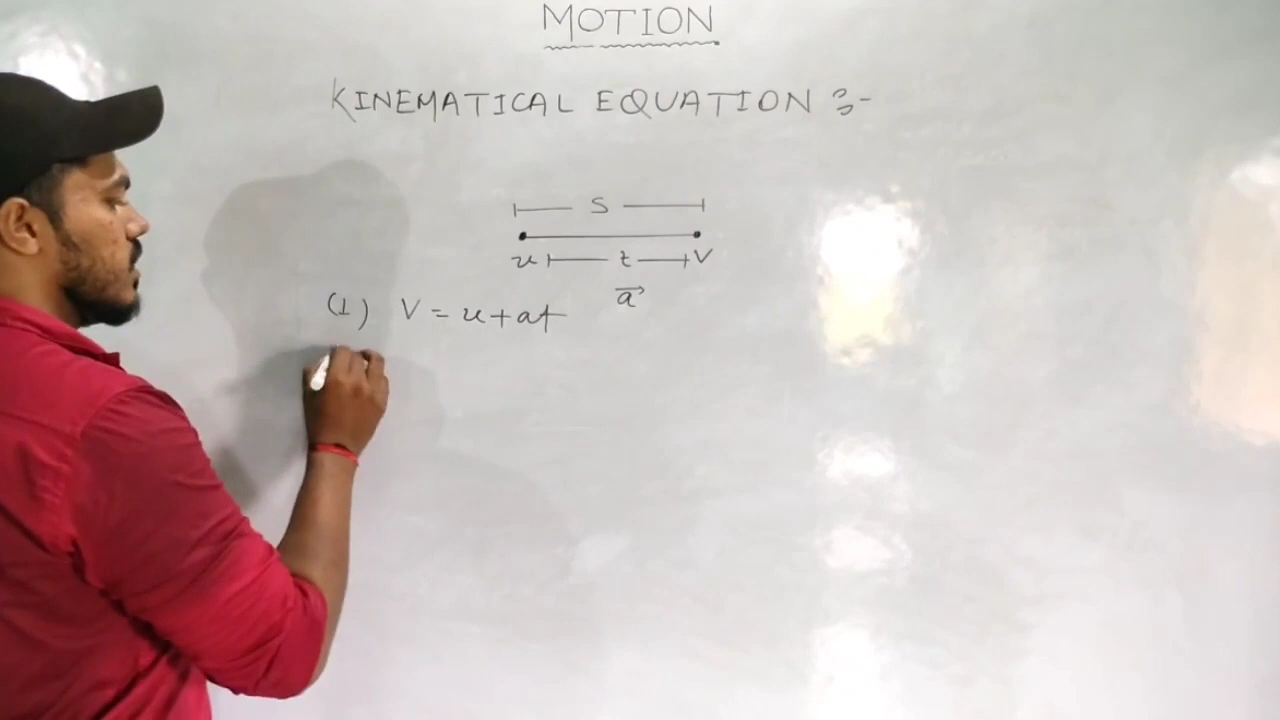 MOTION
KINEMATICAL EQUATION :-
S
u t V
a⃗
(1) V = u + at